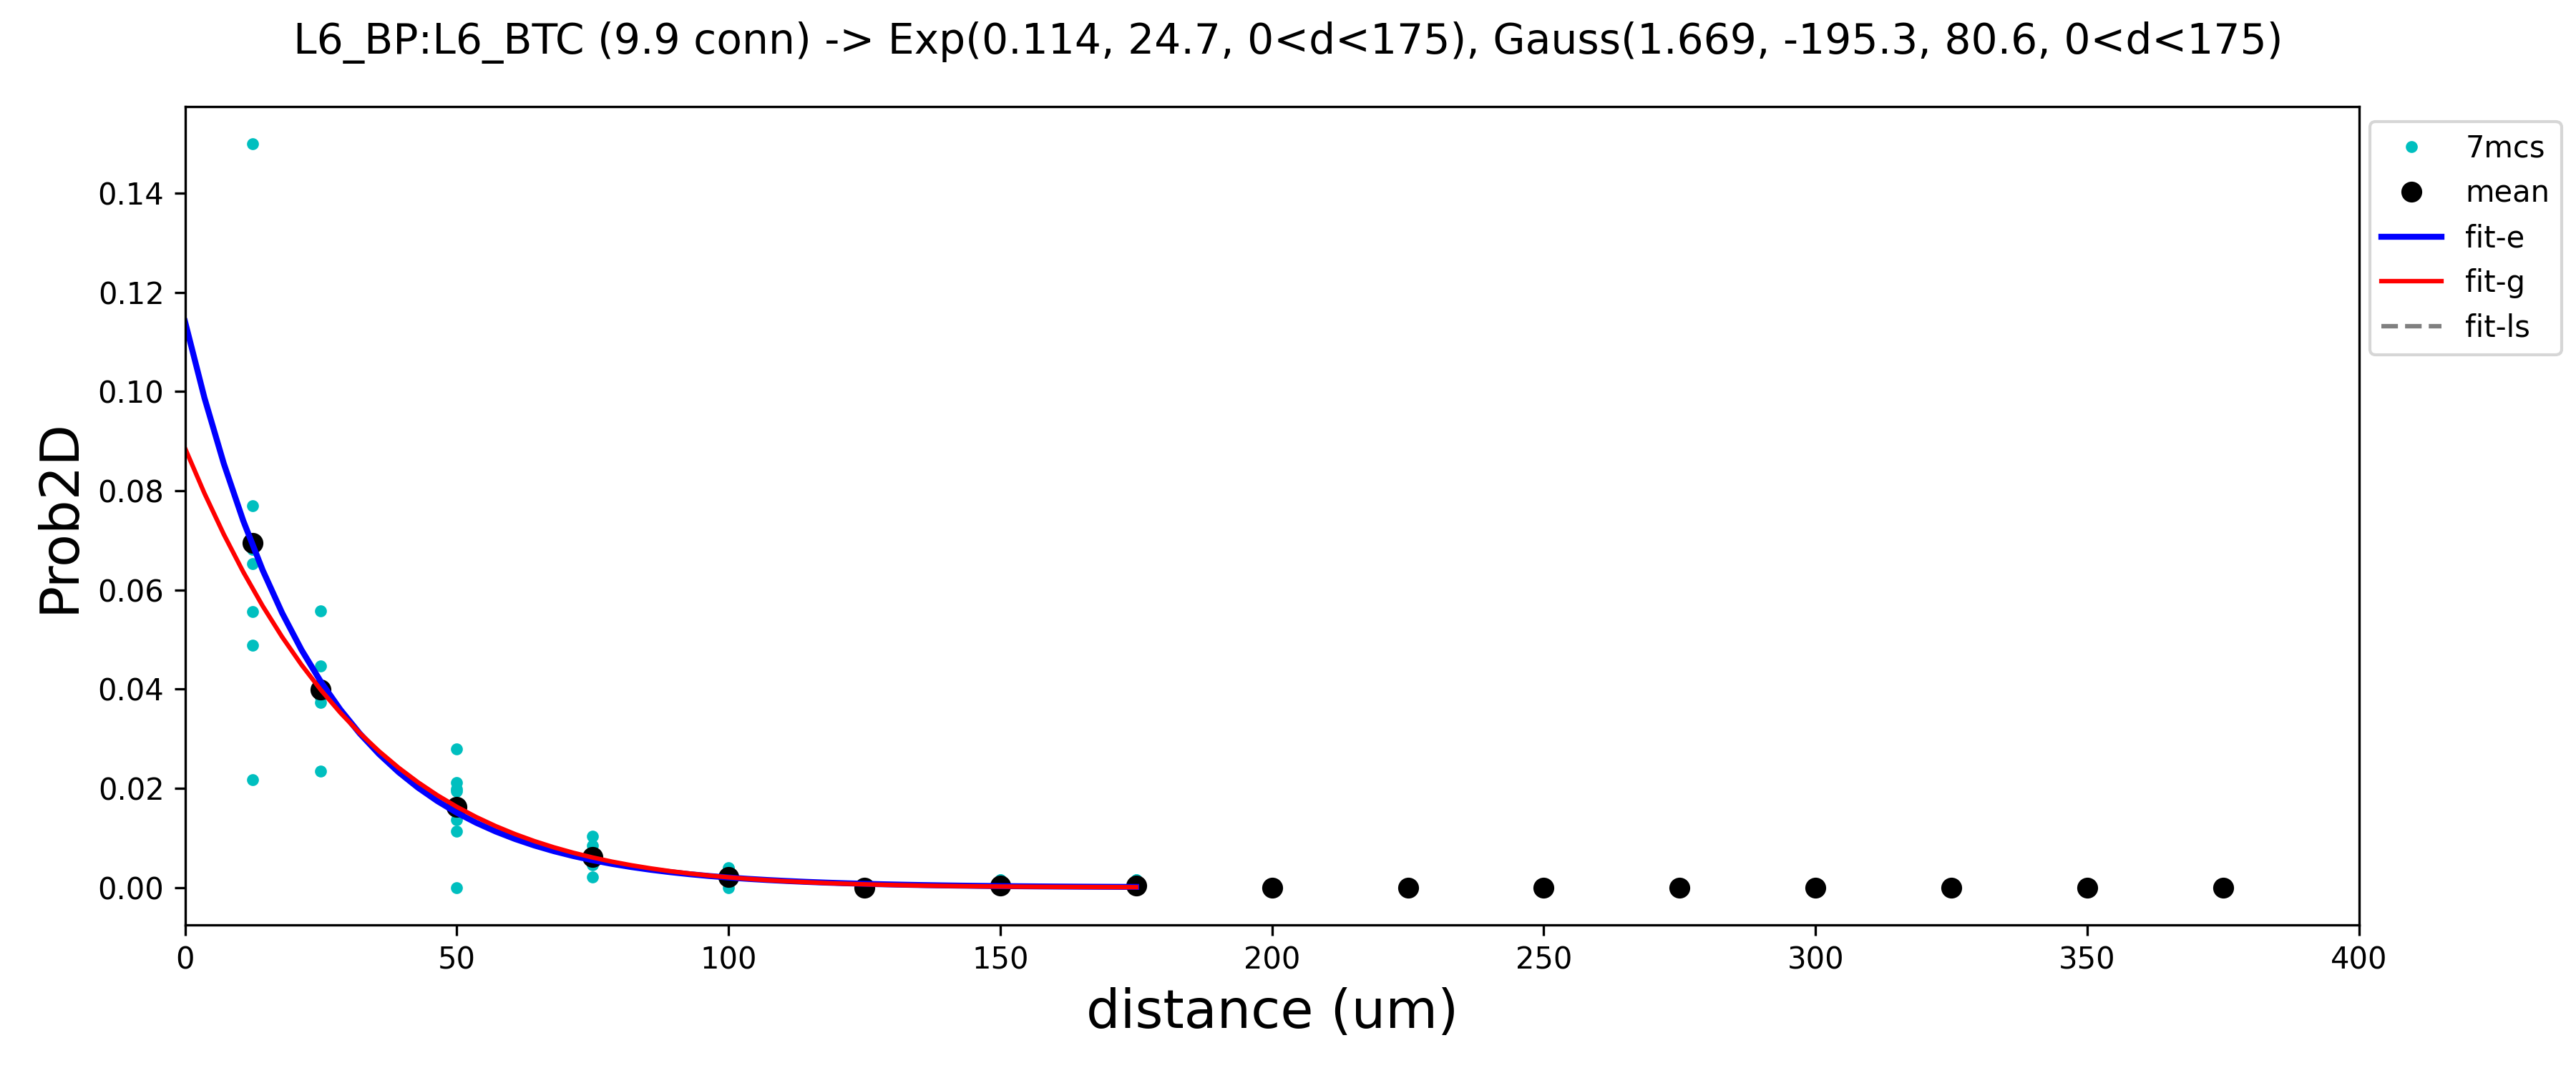 L6_BP:L6_BTC (9.9 conn) -> Exp(0.114, 24.7, 0<d<175), Gauss(1.669, -195.3, 80.6, 0<d<175)
7mcs
mean
fit-e
fit-g
fit-ls
Prob2D
0.14
0.12
0.10
0.08
0.06
0.04
0.02
0.00
0
50
100
150
200
250
300
350
400
distance (um)